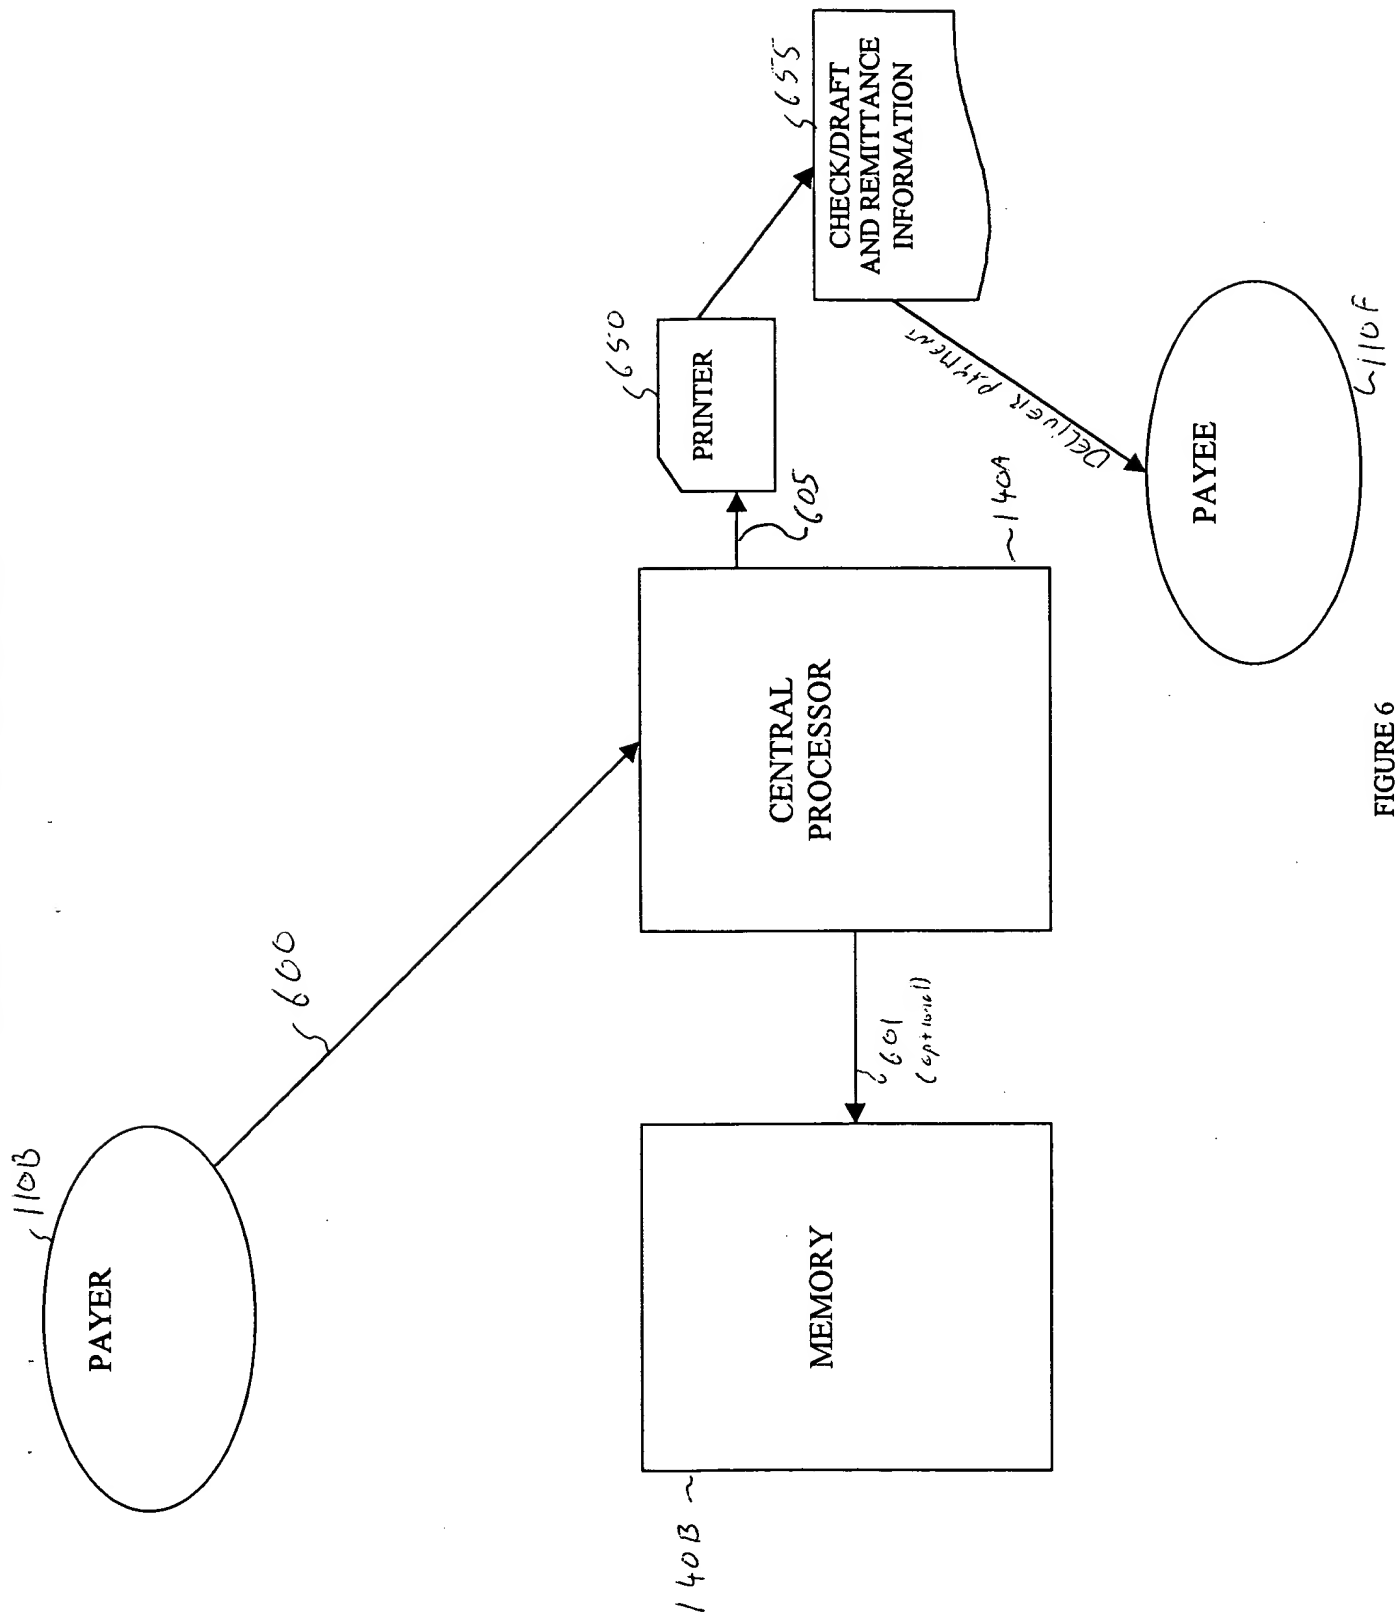 110B
PAYER
600
650
PRINTER
655
CHECK/DRAFT
AND REMITTANCE
INFORMATION
605
140B
MEMORY
601
(optional)
CENTRAL
PROCESSOR
140A
DELIVER PAYMENT
PAYEE
110F
FIGURE 6